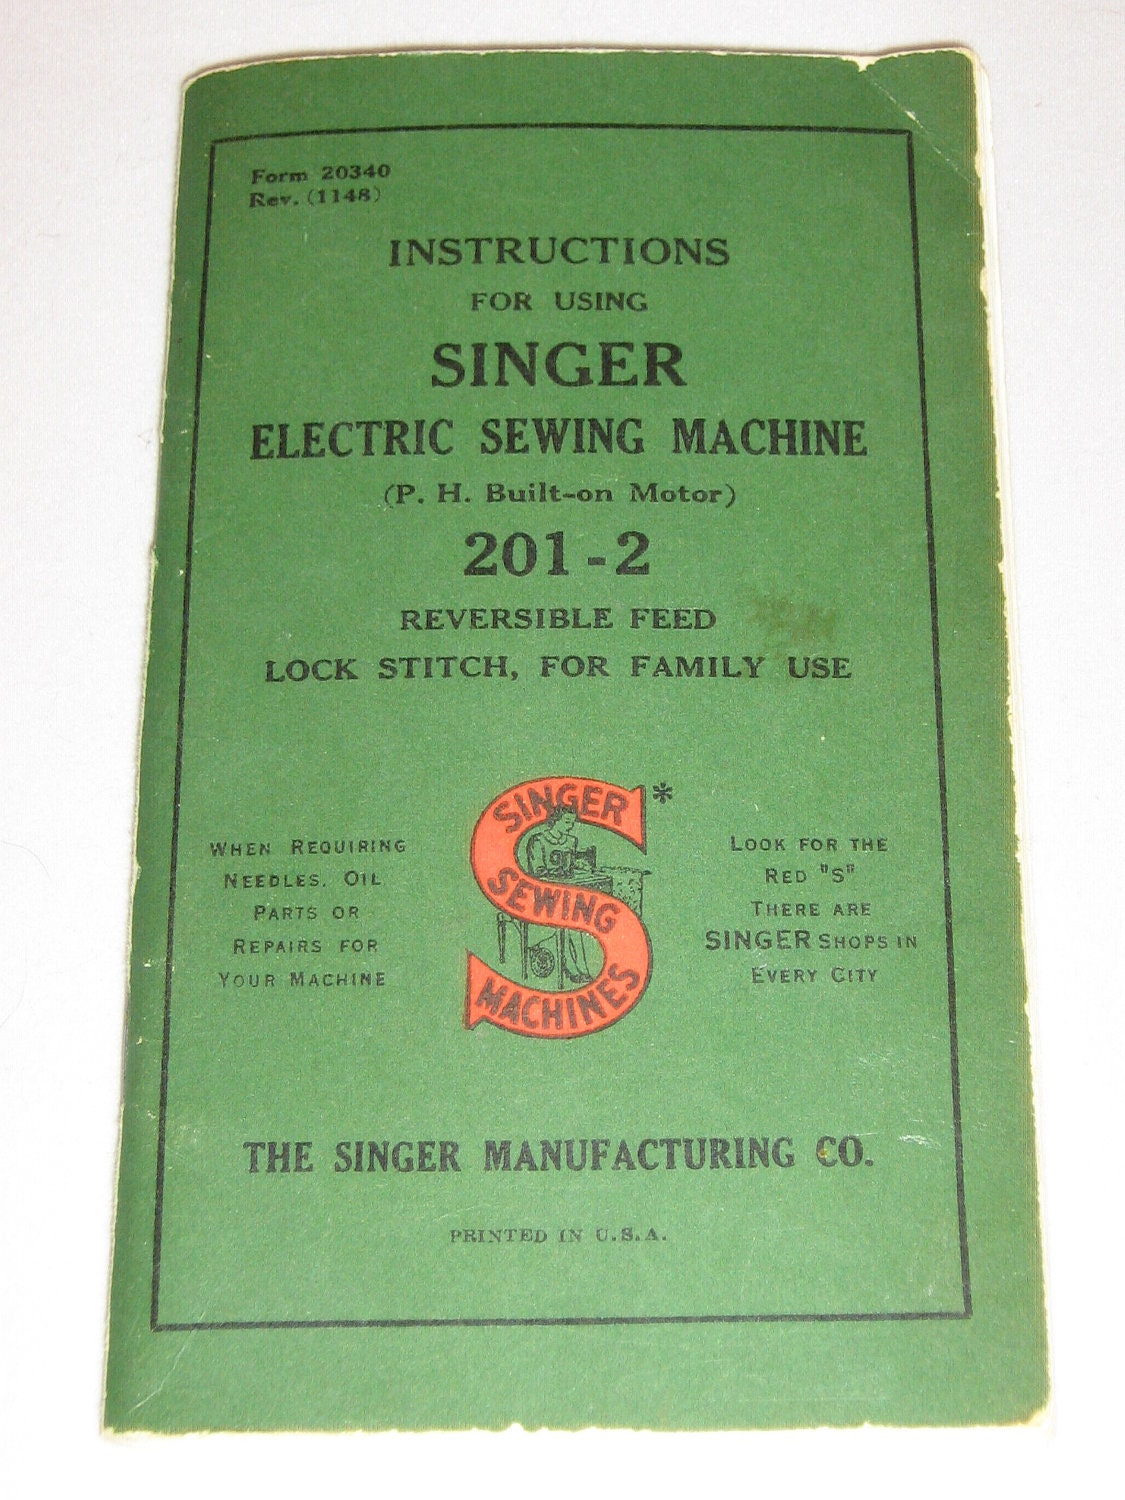 Form 20340
Rev. (1148)
INSTRUCTIONS
FOR USING
SINGER
ELECTRIC SEWING MACHINE
(P. H. Built-on Motor)
201-2
REVERSIBLE FEED
LOCK STITCH, FOR FAMILY USE
WHEN REQUIRING
NEEDLES, OIL
PARTS OR
REPAIRS FOR
YOUR MACHINE
SINGER *
SEWING
MACHINES
LOOK FOR THE
RED "S"
THERE ARE
SINGER SHOPS IN
EVERY CITY
THE SINGER MANUFACTURING CO.
PRINTED IN U.S.A.